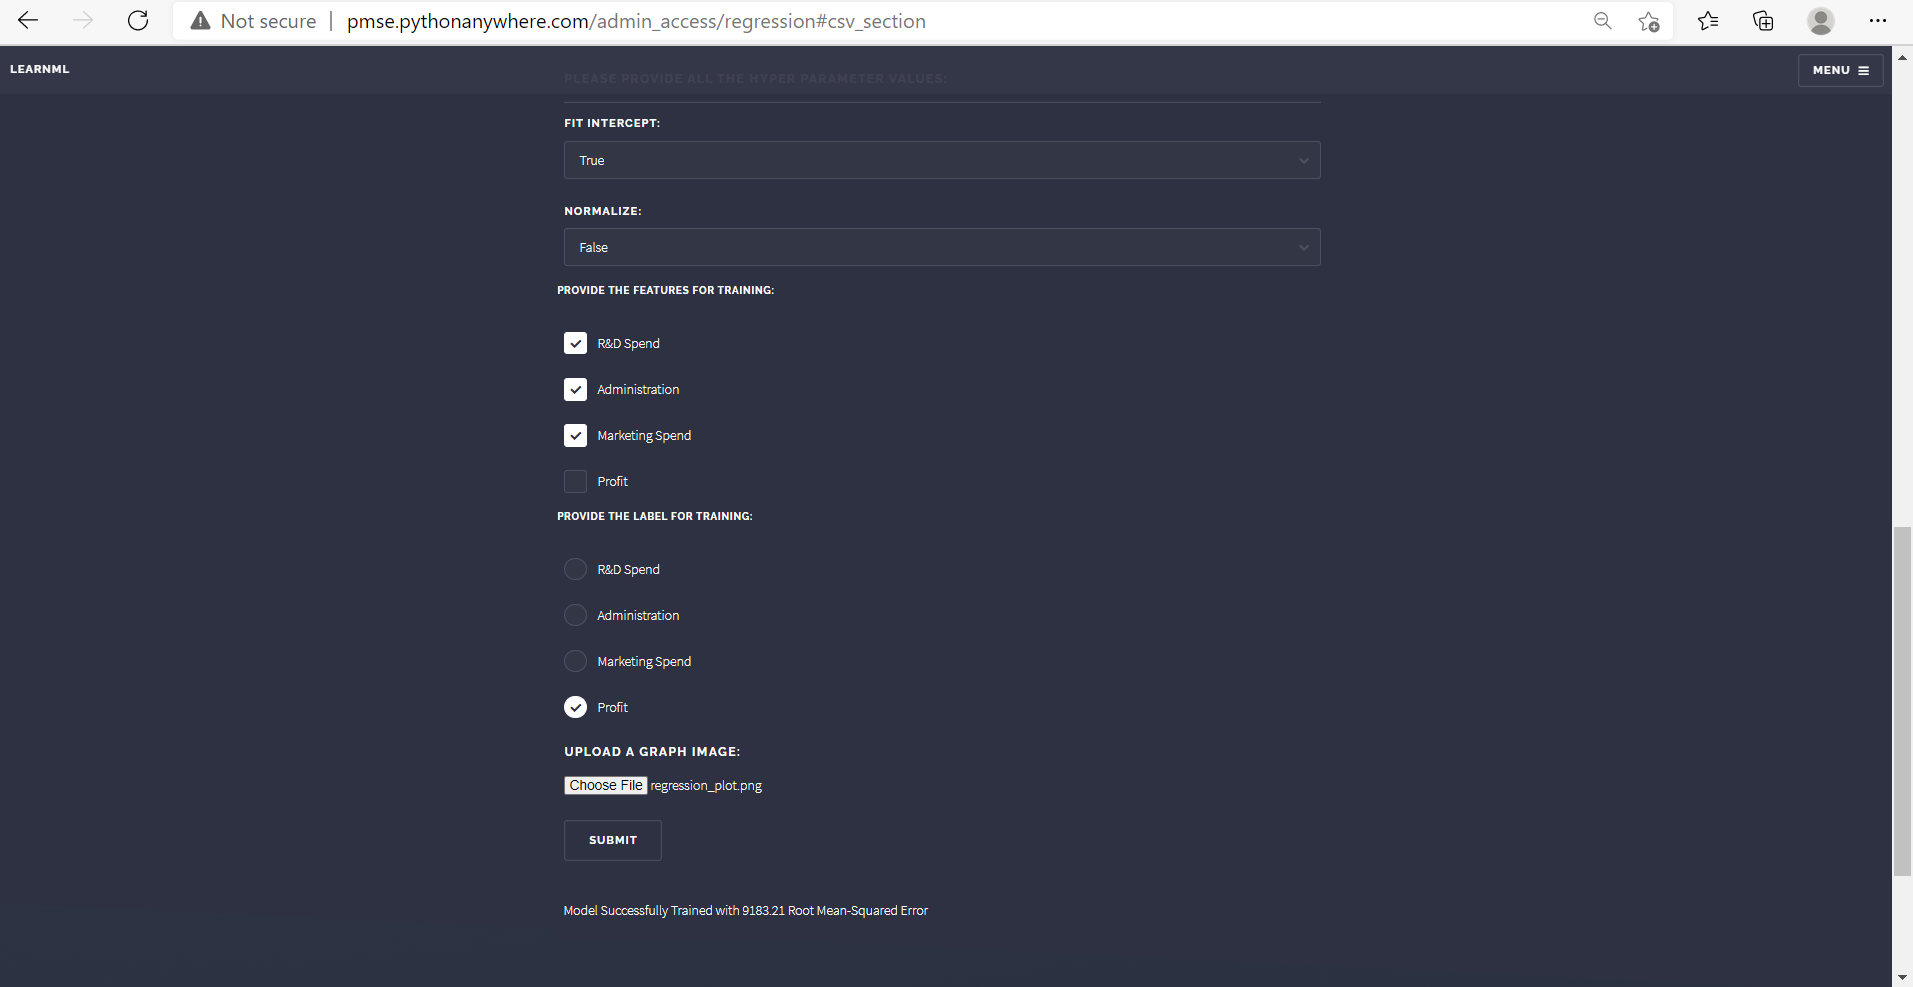 Not secure | pmse.pythonanywhere.com/admin_access/regression#csv_section
LEARNML
MENU
PLEASE PROVIDE ALL THE HYPER PARAMETER VALUES:
FIT INTERCEPT:
True
NORMALIZE:
False
PROVIDE THE FEATURES FOR TRAINING:
R&D Spend
Administration
Marketing Spend
Profit
PROVIDE THE LABEL FOR TRAINING:
R&D Spend
Administration
Marketing Spend
Profit
UPLOAD A GRAPH IMAGE:
Choose File regression_plot.png
SUBMIT
Model Successfully Trained with 9183.21 Root Mean-Squared Error